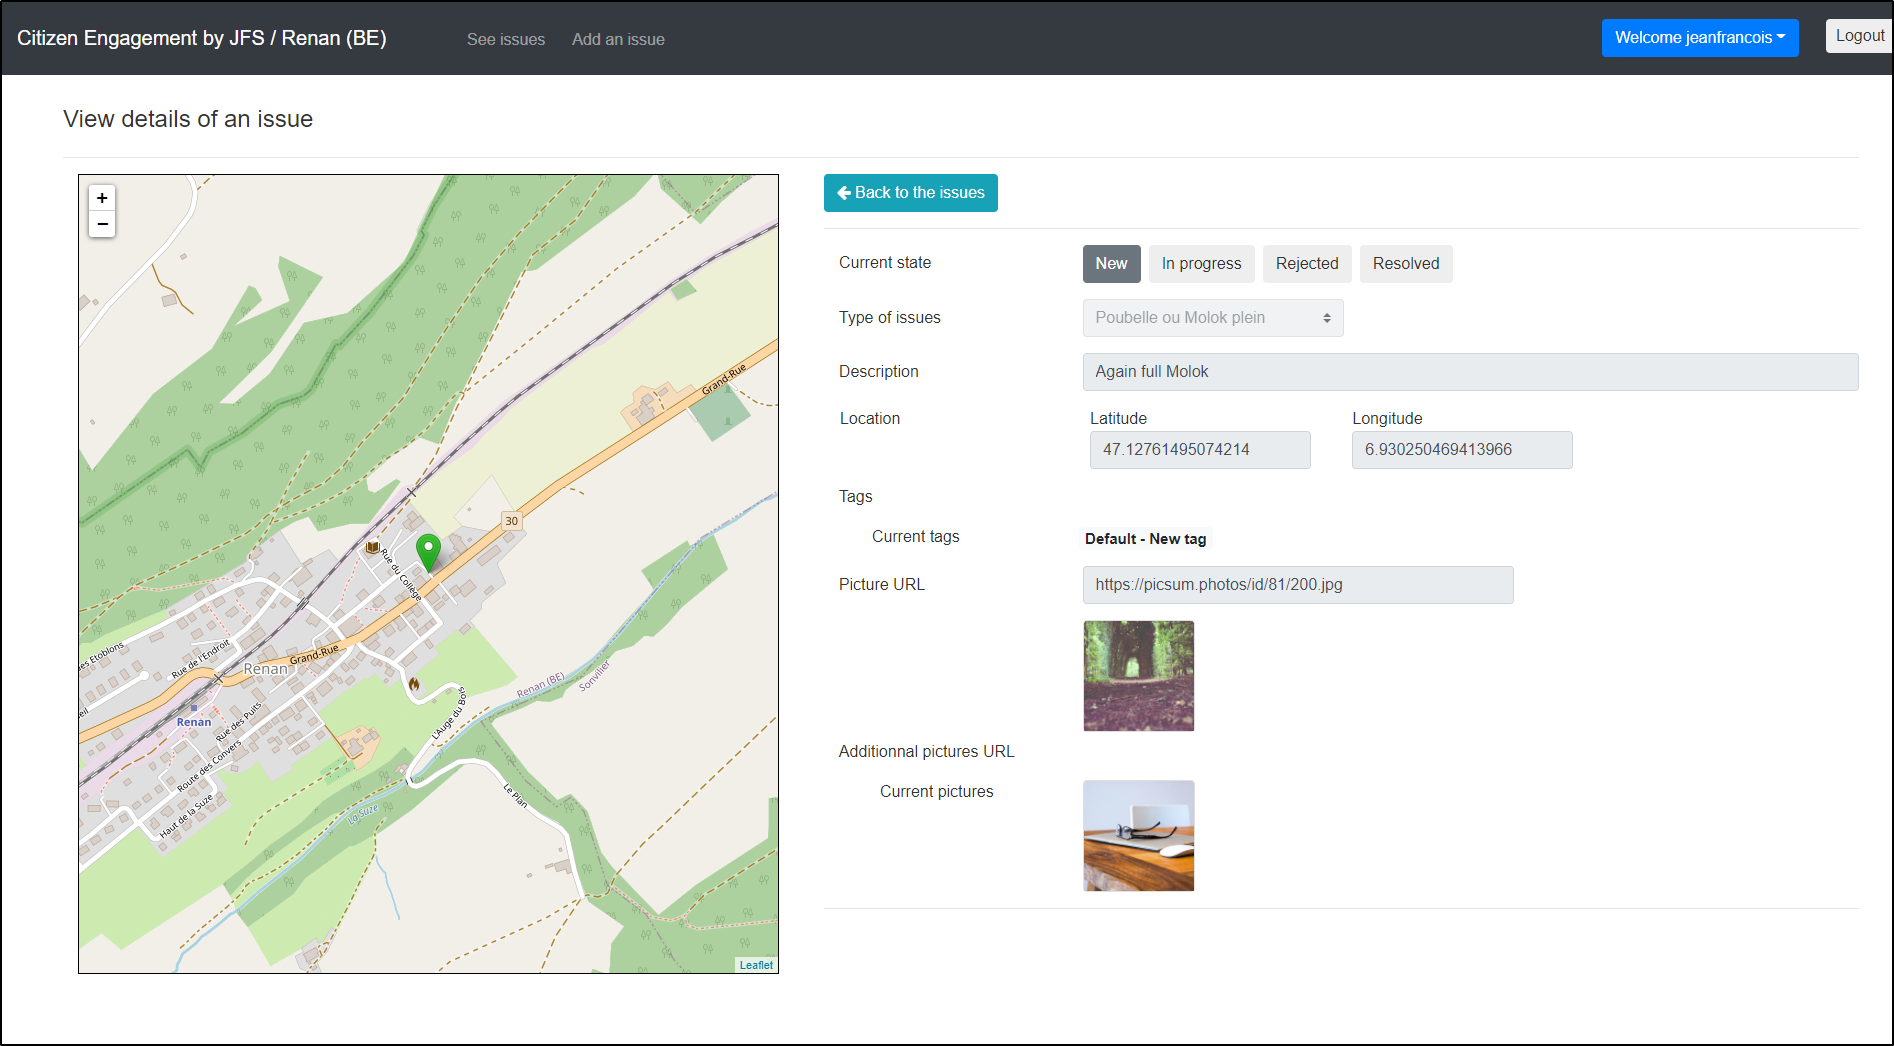 Citizen Engagement by JFS / Renan (BE)
See issues
Add an issue
Welcome jeanfrancois
Logout
View details of an issue
+
−
Grand-Rue
30
Rue du Collège
des Etoblons
Rue de l'Endroit
Grand-Rue
Renan
Renan (BE)
Sonvilier
L'Auge du Bois
Renan
Rue des Puits
Route des Convers
Haut de la Suze
La Suze
Le Plan
Leaflet
Back to the issues
Current state
New
In progress
Rejected
Resolved
Type of issues
Poubelle ou Molok plein
Description
Again full Molok
Location
Latitude
Longitude
47.12761495074214
6.930250469413966
Tags
Current tags
Default - New tag
Picture URL
https://picsum.photos/id/81/200.jpg
Additionnal pictures URL
Current pictures